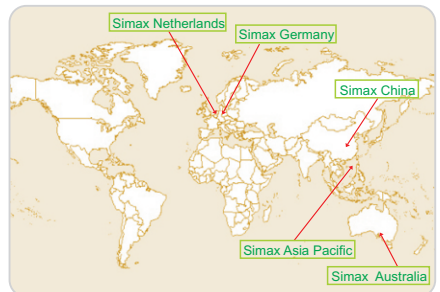 Simax Netherlands
Simax Germany
Simax China
Simax Asia Pacific
Simax  Australia